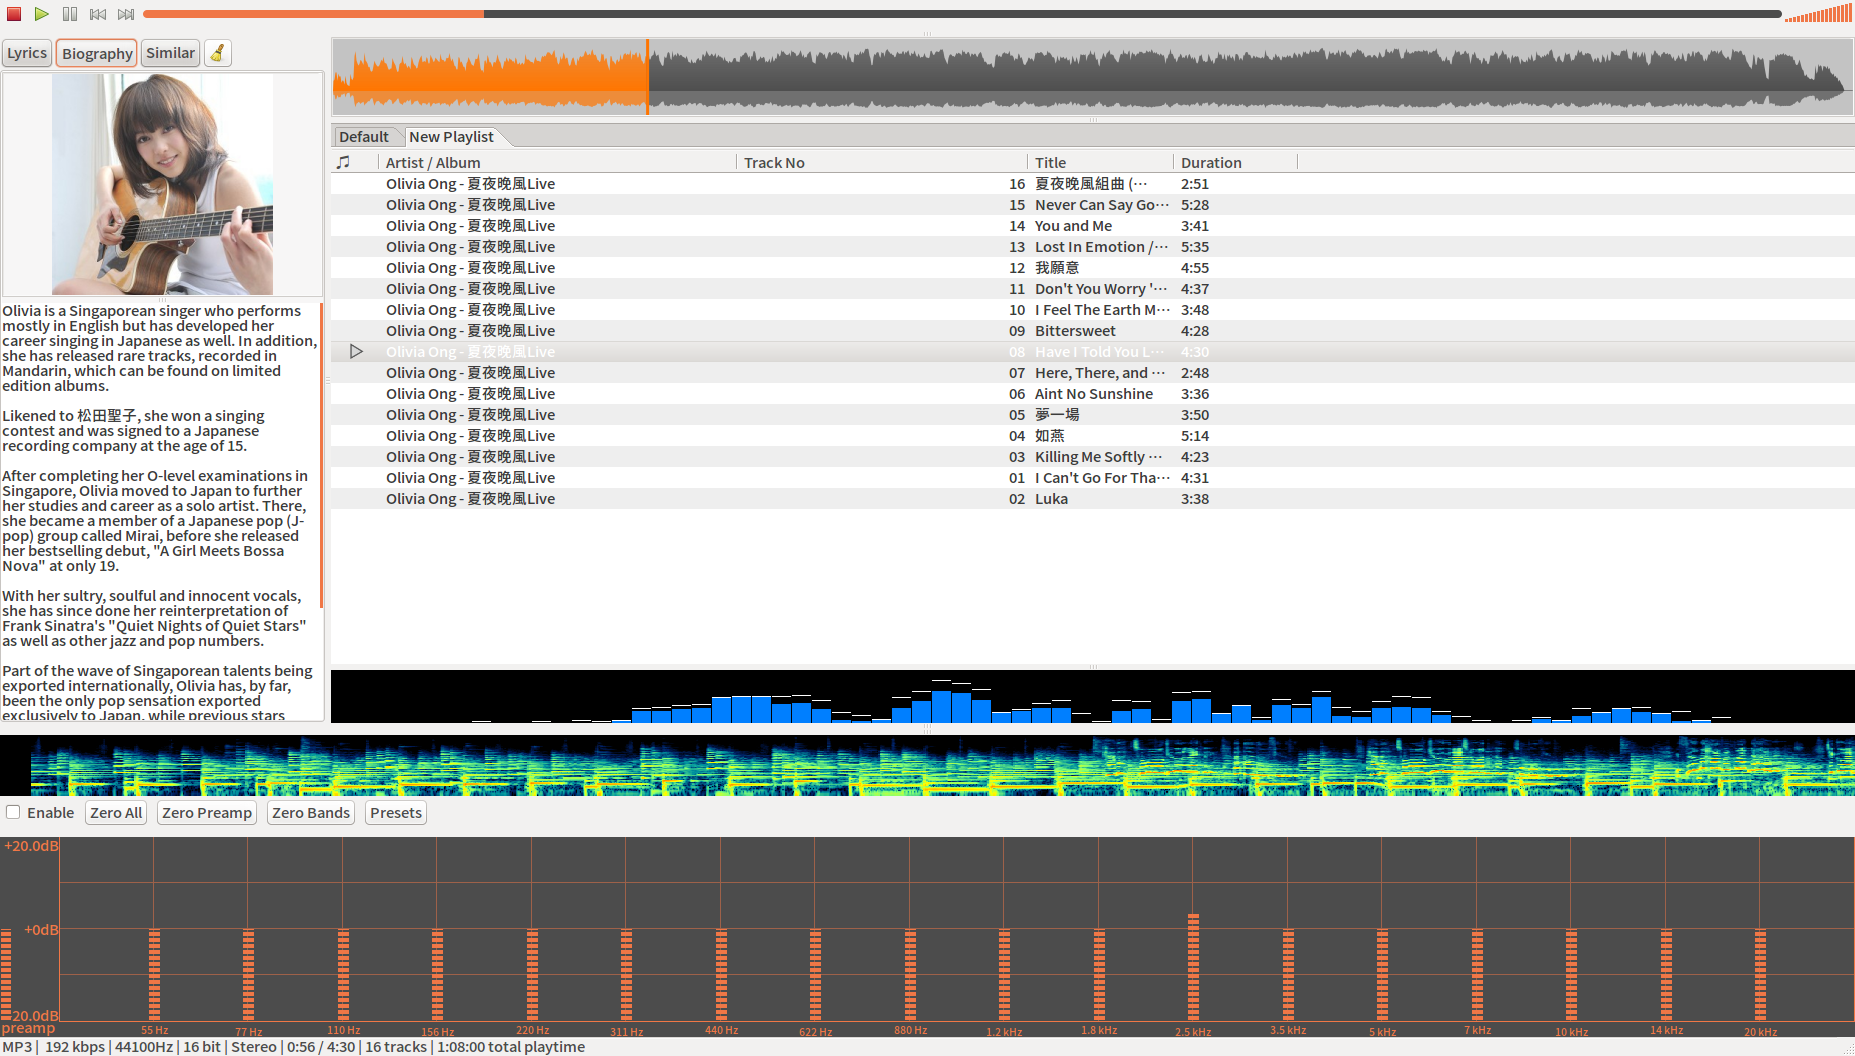 Lyrics Biography Similar
Olivia is a Singaporean singer who performs
mostly in English but has developed her
career singing in Japanese as well. In addition,
she has released rare tracks, recorded in
Mandarin, which can be found on limited
edition albums.
Likened to 松田聖子, she won a singing
contest and was signed to a Japanese
recording company at the age of 15.
After completing her O-level examinations in
Singapore, Olivia moved to Japan to further
her studies and career as a solo artist. There,
she became a member of a Japanese pop (J-
pop) group called Mirai, before she released
her bestselling debut, "A Girl Meets Bossa
Nova" at only 19.
With her sultry, soulful and innocent vocals,
she has since done her reinterpretation of
Frank Sinatra's "Quiet Nights of Quiet Stars"
as well as other jazz and pop numbers.
Part of the wave of Singaporean talents being
exported internationally, Olivia has, by far,
been the only pop sensation exported
exclusively to Japan, while previous stars
Default New Playlist
Artist / Album Track No Title Duration
Olivia Ong - 夏夜晚風Live 16 夏夜晚風組曲 (… 2:51
Olivia Ong - 夏夜晚風Live 15 Never Can Say Go… 5:28
Olivia Ong - 夏夜晚風Live 14 You and Me 3:41
Olivia Ong - 夏夜晚風Live 13 Lost In Emotion /… 5:35
Olivia Ong - 夏夜晚風Live 12 我願意 4:55
Olivia Ong - 夏夜晚風Live 11 Don't You Worry '… 4:37
Olivia Ong - 夏夜晚風Live 10 I Feel The Earth M… 3:48
Olivia Ong - 夏夜晚風Live 09 Bittersweet 4:28
Olivia Ong - 夏夜晚風Live 08 Have I Told You L… 4:30
Olivia Ong - 夏夜晚風Live 07 Here, There, and … 2:48
Olivia Ong - 夏夜晚風Live 06 Aint No Sunshine 3:36
Olivia Ong - 夏夜晚風Live 05 夢一場 3:50
Olivia Ong - 夏夜晚風Live 04 如燕 5:14
Olivia Ong - 夏夜晚風Live 03 Killing Me Softly … 4:23
Olivia Ong - 夏夜晚風Live 01 I Can't Go For Tha… 4:31
Olivia Ong - 夏夜晚風Live 02 Luka 3:38
Enable Zero All Zero Preamp Zero Bands Presets
+20.0dB
+0dB
20.0dB
preamp 55 Hz 77 Hz 110 Hz 156 Hz 220 Hz 311 Hz 440 Hz 622 Hz 880 Hz 1.2 kHz 1.8 kHz 2.5 kHz 3.5 kHz 5 kHz 7 kHz 10 kHz 14 kHz 20 kHz
MP3 | 192 kbps | 44100Hz | 16 bit | Stereo | 0:56 / 4:30 | 16 tracks | 1:08:00 total playtime